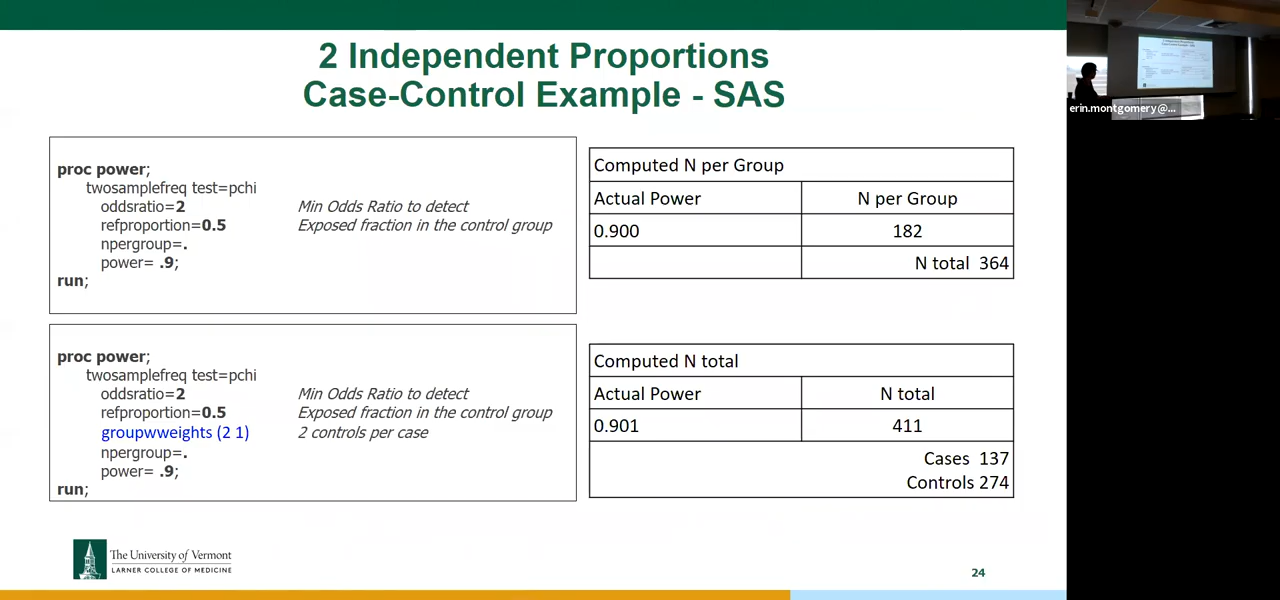 2 Independent Proportions
Case-Control Example - SAS
proc power;
twosamplefreq test=pchi
oddsratio=2 Min Odds Ratio to detect
refproportion=0.5 Exposed fraction in the control group
npergroup=.
power= .9;
run;
Computed N per Group
Actual Power N per Group
0.900 182
N total 364
proc power;
twosamplefreq test=pchi
oddsratio=2 Min Odds Ratio to detect
refproportion=0.5 Exposed fraction in the control group
groupwweights (2 1) 2 controls per case
npergroup=.
power= .9;
run;
Computed N total
Actual Power N total
0.901 411
Cases 137
Controls 274
The University of Vermont
LARNER COLLEGE OF MEDICINE
24
erin.montgomery@...